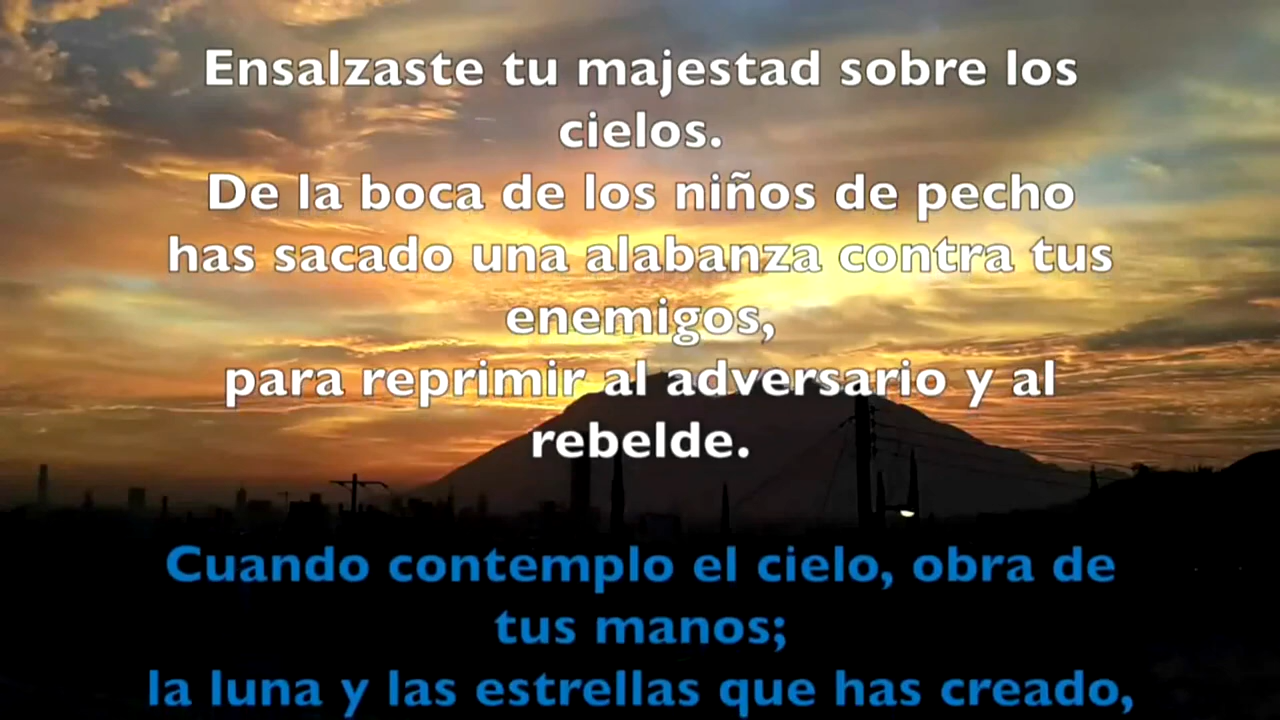 Ensalzaste tu majestad sobre los
cielos.
De la boca de los niños de pecho
has sacado una alabanza contra tus
enemigos,
para reprimir al adversario y al
rebelde.
Cuando contemplo el cielo, obra de
tus manos;
la luna y las estrellas que has creado,